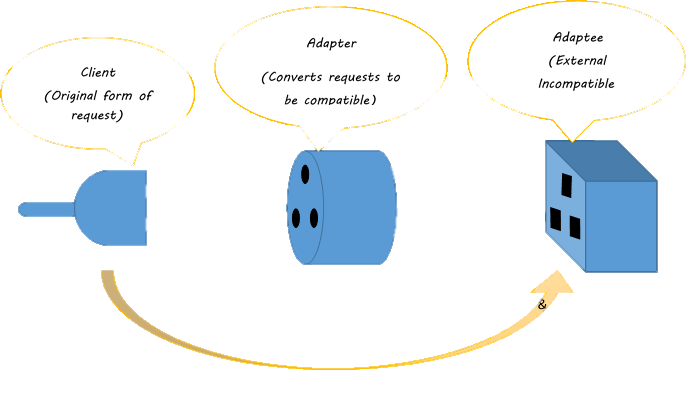 Client
(Original form of
request)
Adapter
(Converts requests to
be compatible)
Adaptee
(External
Incompatible
&